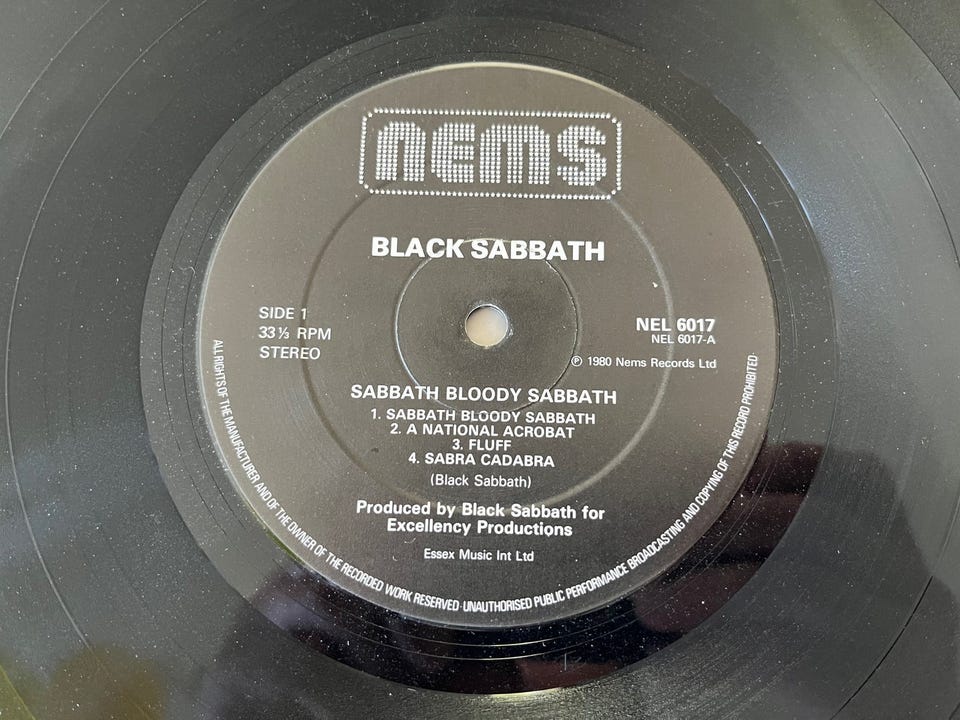 nems
BLACK SABBATH
SIDE 1
33⅓ RPM
STEREO
NEL 6017
NEL 6017-A
℗ 1980 Nems Records Ltd
SABBATH BLOODY SABBATH
1. SABBATH BLOODY SABBATH
2. A NATIONAL ACROBAT
3. FLUFF
4. SABRA CADABRA
(Black Sabbath)
Produced by Black Sabbath for
Excellency Productions
Essex Music Int Ltd
ALL RIGHTS OF THE MANUFACTURER AND OF THE OWNER OF THE RECORDED WORK RESERVED·UNAUTHORISED PUBLIC PERFORMANCE BROADCASTING AND COPYING OF THIS RECORD PROHIBITED·